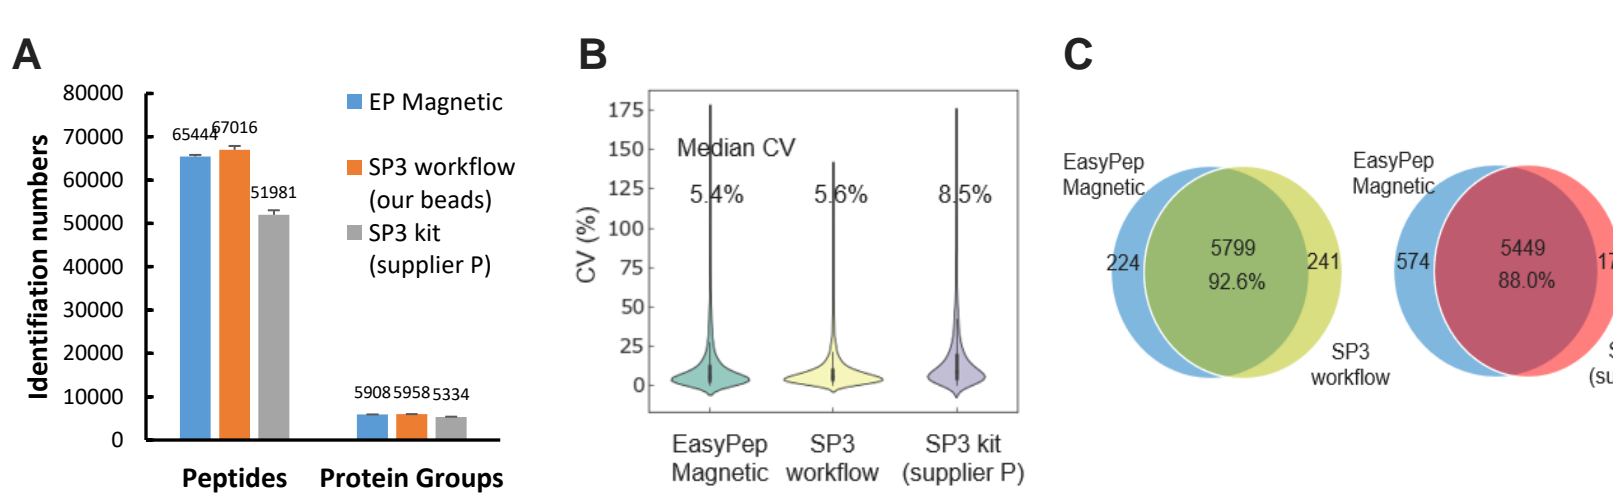 A
Identifiation numbers
80000
70000
60000
50000
40000
30000
20000
10000
0
65444
67016
51981
5908
5958
5334
Peptides
Protein Groups
EP Magnetic
SP3 workflow
(our beads)
SP3 kit
(supplier P)
B
CV (%)
175
150
125
100
75
50
25
0
Median CV
5.4%
5.6%
8.5%
EasyPep
Magnetic
SP3
workflow
SP3 kit
(supplier P)
C
EasyPep
Magnetic
224
5799
92.6%
241
SP3
workflow
EasyPep
Magnetic
574
5449
88.0%